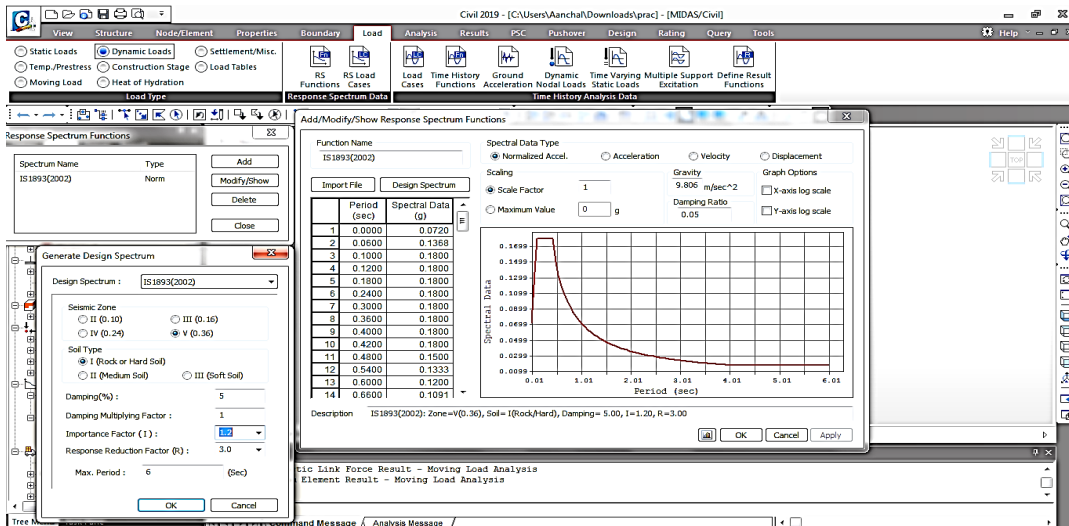 Civil 2019 - [C:\Users\Aanchal\Downloads\prac] - [MIDAS/Civil]
View Structure Node/Element Properties Boundary Load Analysis Results PSC Pushover Design Rating Query Tools Help
Static Loads Dynamic Loads Settlement/Misc.
Temp./Prestress Construction Stage Load Tables
Moving Load Heat of Hydration
Load Type
RS Functions
RS Load Cases
Response Spectrum Data
Load Cases
Time History Functions
Ground Acceleration
Dynamic Nodal Loads
Time Varying Static Loads
Multiple Support Excitation
Define Result Functions
Time History Analysis Data
Response Spectrum Functions
Spectrum Name Type
IS1893(2002) Norm
Add
Modify/Show
Delete
Close
Generate Design Spectrum
Design Spectrum : IS1893(2002)
Seismic Zone
II (0.10) III (0.16)
IV (0.24) V (0.36)
Soil Type
I (Rock or Hard Soil)
II (Medium Soil) III (Soft Soil)
Damping(%) : 5
Damping Multiplying Factor : 1
Importance Factor ( I ) : 1.2
Response Reduction Factor (R) : 3.0
Max. Period : 6 (Sec)
OK Cancel
Add/Modify/Show Response Spectrum Functions
Function Name
IS1893(2002)
Import File Design Spectrum
Spectral Data Type
Normalized Accel. Acceleration Velocity Displacement
Scaling
Scale Factor 1
Maximum Value 0 g
Gravity
9.806 m/sec^2
Damping Ratio
0.05
Graph Options
X-axis log scale
Y-axis log scale
Period (sec) Spectral Data (g)
1 0.0000 0.0720
2 0.0600 0.1368
3 0.1000 0.1800
4 0.1200 0.1800
5 0.1800 0.1800
6 0.2400 0.1800
7 0.3000 0.1800
8 0.3600 0.1800
9 0.4000 0.1800
10 0.4200 0.1800
11 0.4800 0.1500
12 0.5400 0.1333
13 0.6000 0.1200
14 0.6600 0.1091
Spectral Data
0.1699
0.1499
0.1299
0.1099
0.0899
0.0699
0.0499
0.0299
0.0099
0.01 1.01 2.01 3.01 4.01 5.01 6.01
Period (sec)
Description IS1893(2002): Zone=V(0.36), Soil= I(Rock/Hard), Damping= 5.00, I=1.20, R=3.00
OK Cancel Apply
TOP
tic Link Force Result - Moving Load Analysis
Element Result - Moving Load Analysis
Tree M
mand Message / Analysis Message /